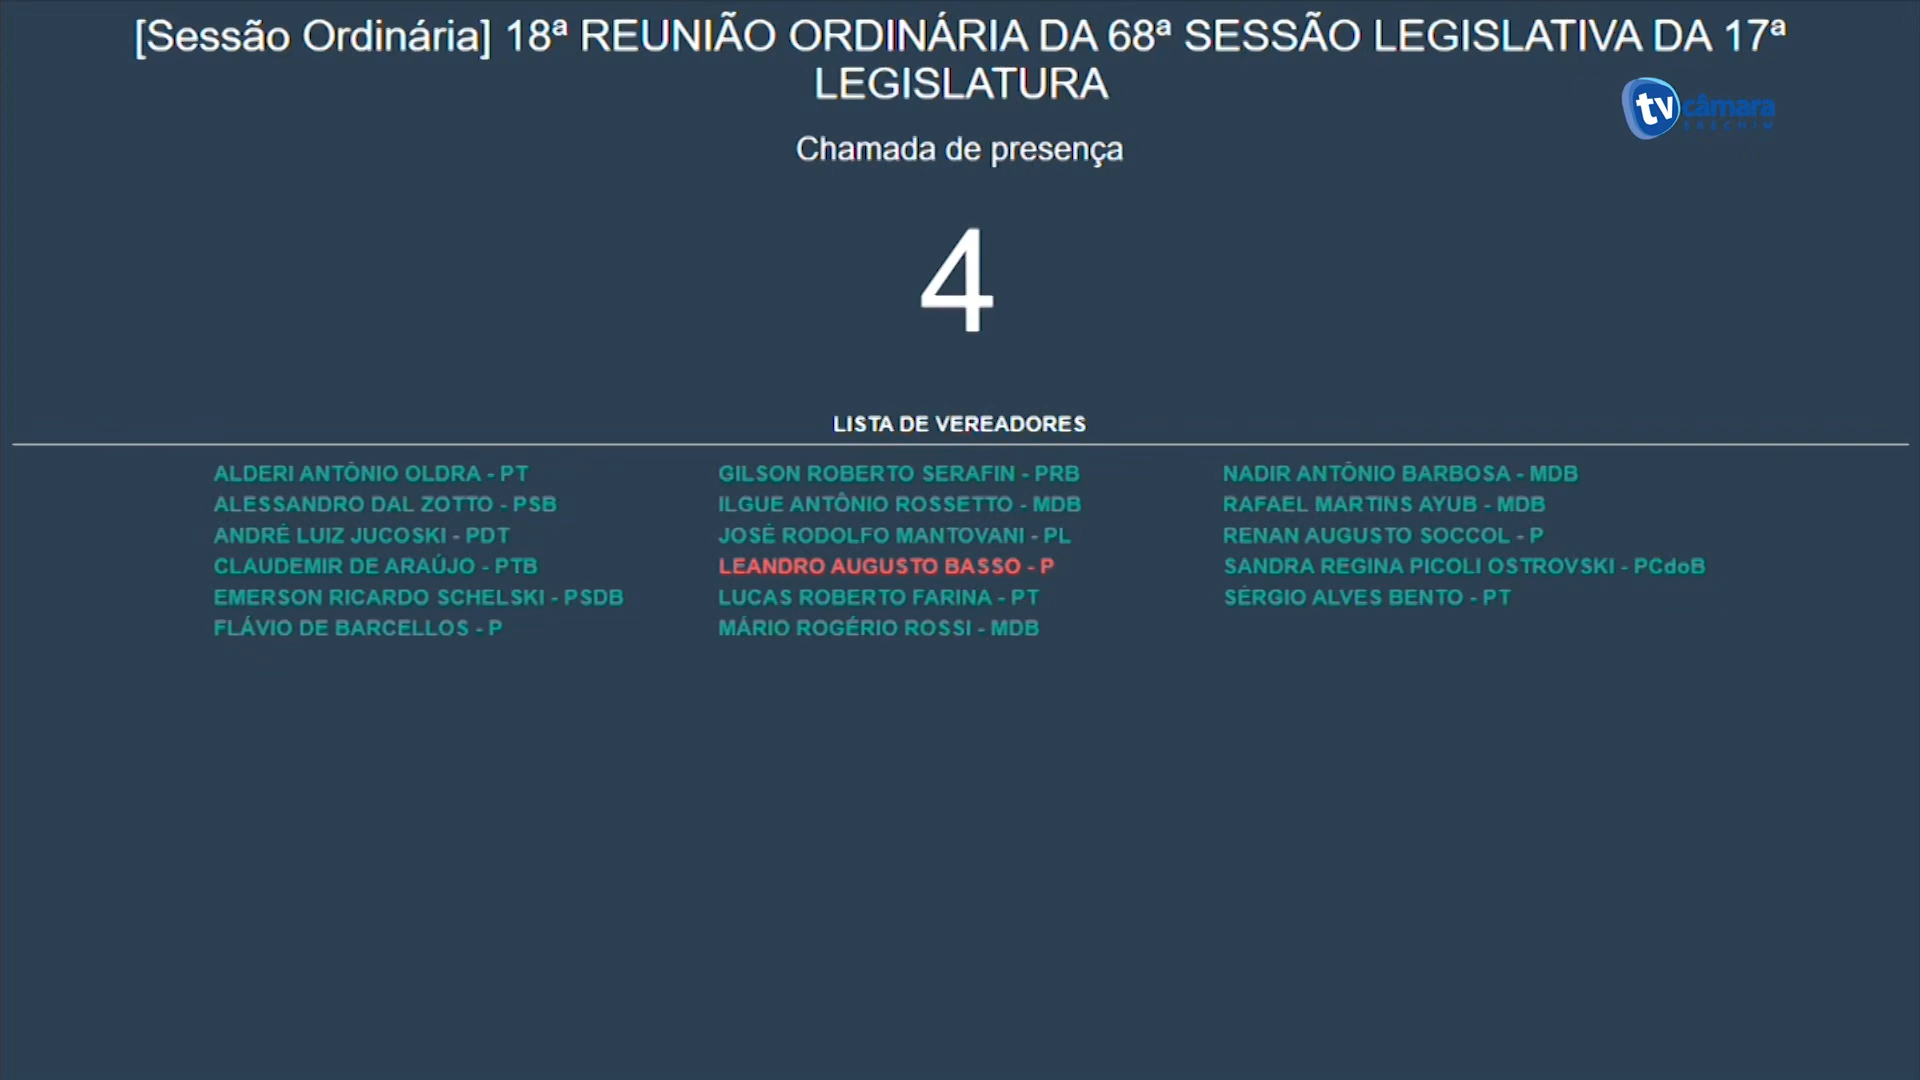 [Sessão Ordinária] 18ª REUNIÃO ORDINÁRIA DA 68ª SESSÃO LEGISLATIVA DA 17ª
LEGISLATURA
tv câmara
ERECHIM
Chamada de presença
4
LISTA DE VEREADORES
ALDERI ANTÔNIO OLDRA - PT
ALESSANDRO DAL ZOTTO - PSB
ANDRÉ LUIZ JUCOSKI - PDT
CLAUDEMIR DE ARAÚJO - PTB
EMERSON RICARDO SCHELSKI - PSDB
FLÁVIO DE BARCELLOS - P
GILSON ROBERTO SERAFIN - PRB
ILGUE ANTÔNIO ROSSETTO - MDB
JOSÉ RODOLFO MANTOVANI - PL
LEANDRO AUGUSTO BASSO - P
LUCAS ROBERTO FARINA - PT
MÁRIO ROGÉRIO ROSSI - MDB
NADIR ANTÔNIO BARBOSA - MDB
RAFAEL MARTINS AYUB - MDB
RENAN AUGUSTO SOCCOL - P
SANDRA REGINA PICOLI OSTROVSKI - PCdoB
SÉRGIO ALVES BENTO - PT